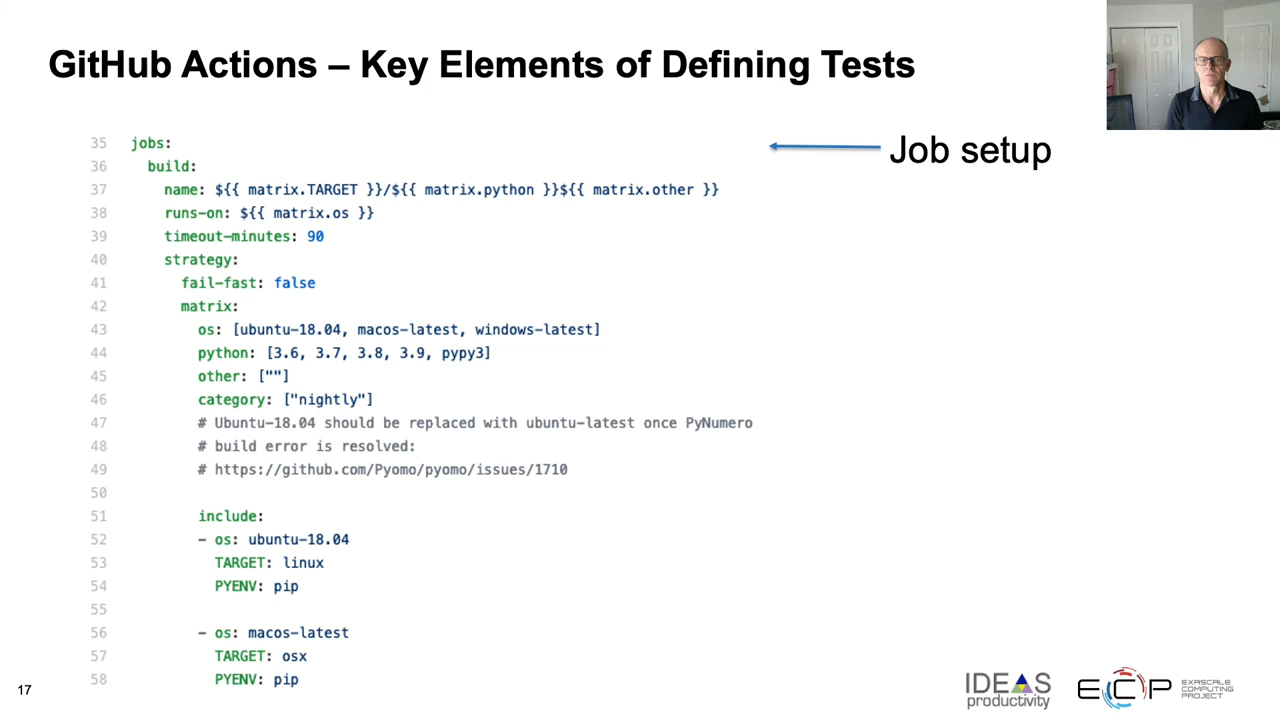 GitHub Actions – Key Elements of Defining Tests
Job setup
35 jobs:
36 build:
37 name: ${{ matrix.TARGET }}/${{ matrix.python }}${{ matrix.other }}
38 runs-on: ${{ matrix.os }}
39 timeout-minutes: 90
40 strategy:
41 fail-fast: false
42 matrix:
43 os: [ubuntu-18.04, macos-latest, windows-latest]
44 python: [3.6, 3.7, 3.8, 3.9, pypy3]
45 other: [""]
46 category: ["nightly"]
47 # Ubuntu-18.04 should be replaced with ubuntu-latest once PyNumero
48 # build error is resolved:
49 # https://github.com/Pyomo/pyomo/issues/1710
50
51 include:
52 - os: ubuntu-18.04
53 TARGET: linux
54 PYENV: pip
55
56 - os: macos-latest
57 TARGET: osx
58 PYENV: pip
17
IDEAS
productivity
ECP
EXASCALE
COMPUTING
PROJECT